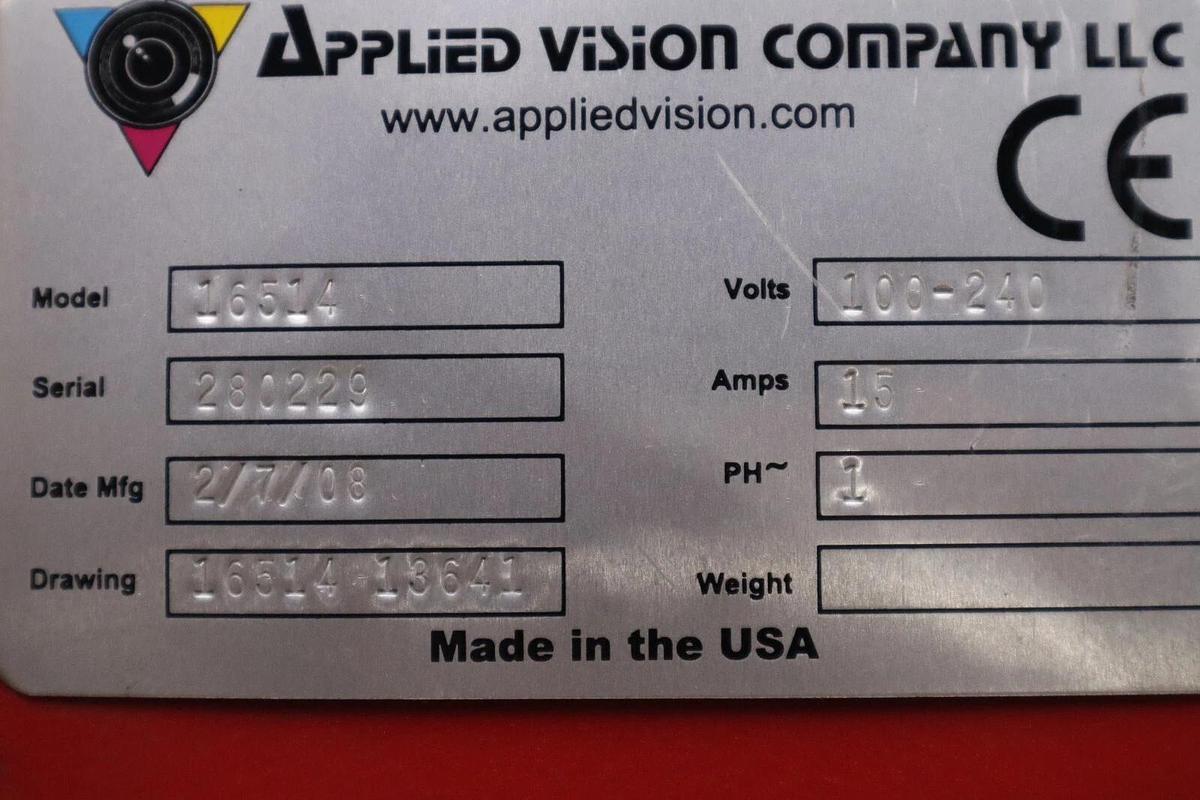 APPLiED ViSiON COMPANY LLC
www.appliedvision.com
CE
Model 16514
Volts 100-240
Serial 280229
Amps 15
Date Mfg 2/7/08
PH~ 1
Drawing 16514-13641
Weight
Made in the USA